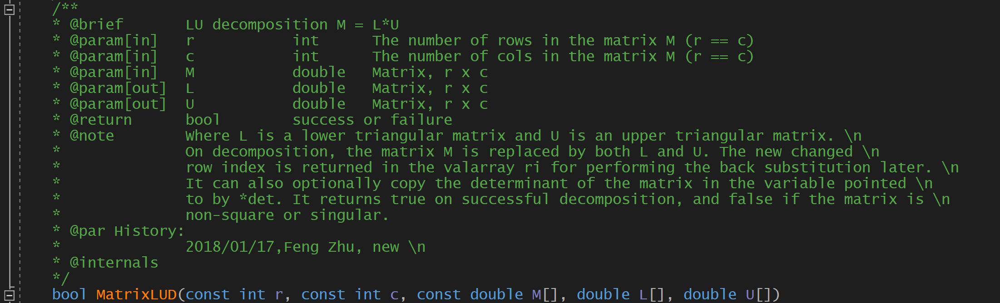 /**
* @brief       LU decomposition M = L*U
* @param[in]   r           int      The number of rows in the matrix M (r == c)
* @param[in]   c           int      The number of cols in the matrix M (r == c)
* @param[in]   M           double   Matrix, r x c
* @param[out]  L           double   Matrix, r x c
* @param[out]  U           double   Matrix, r x c
* @return      bool        success or failure
* @note        Where L is a lower triangular matrix and U is an upper triangular matrix. \n
*              On decomposition, the matrix M is replaced by both L and U. The new changed \n
*              row index is returned in the valarray ri for performing the back substitution later. \n
*              It can also optionally copy the determinant of the matrix in the variable pointed \n
*              to by *det. It returns true on successful decomposition, and false if the matrix is \n
*              non-square or singular.
* @par History:
*              2018/01/17,Feng Zhu, new \n
* @internals
*/
bool MatrixLUD(const int r, const int c, const double M[], double L[], double U[])